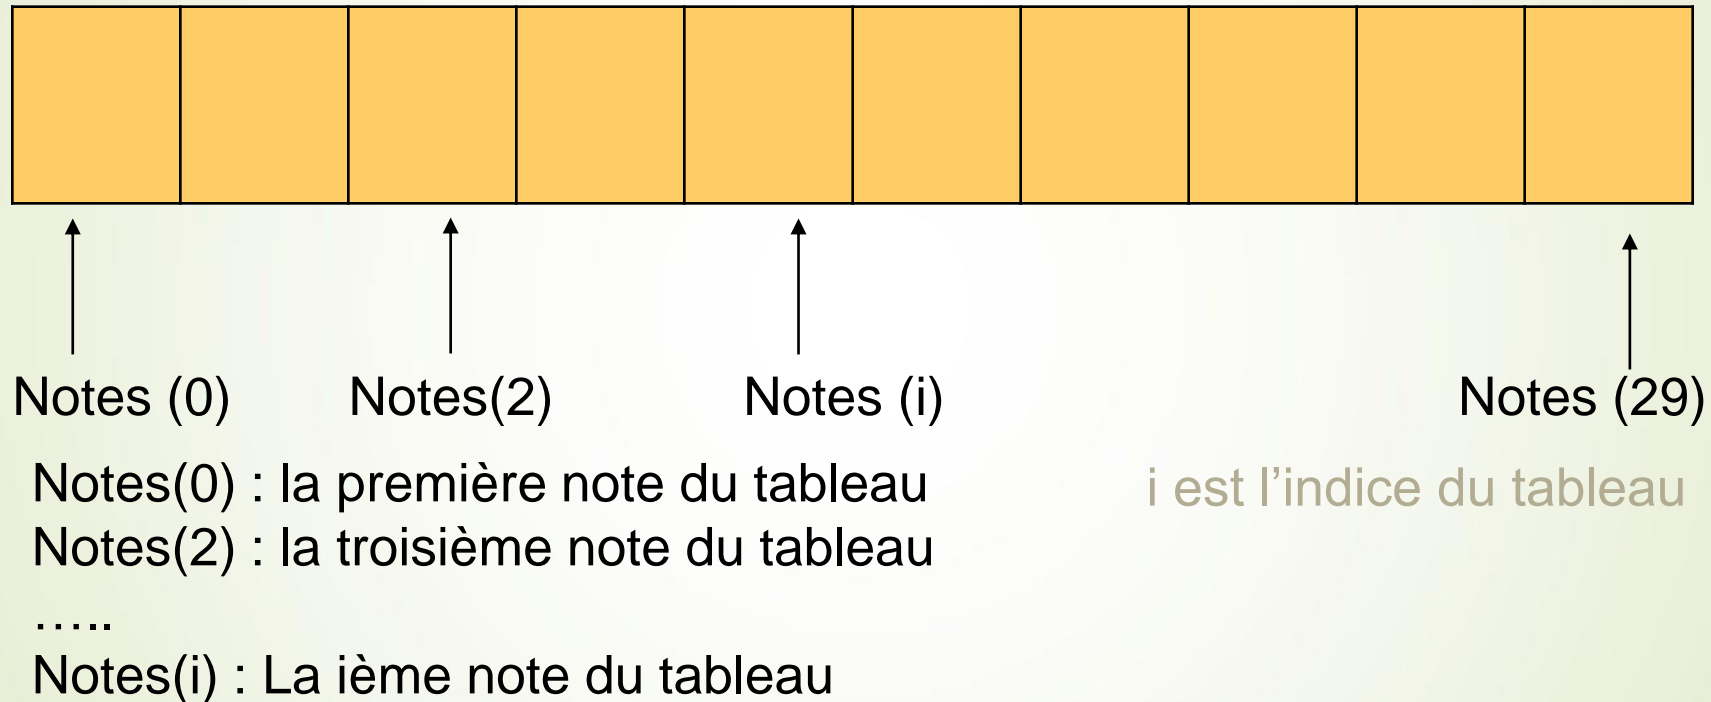 Notes (0) Notes(2) Notes (i) Notes (29)
Notes(0) : la première note du tableau
i est l’indice du tableau
Notes(2) : la troisième note du tableau
…..
Notes(i) : La ième note du tableau